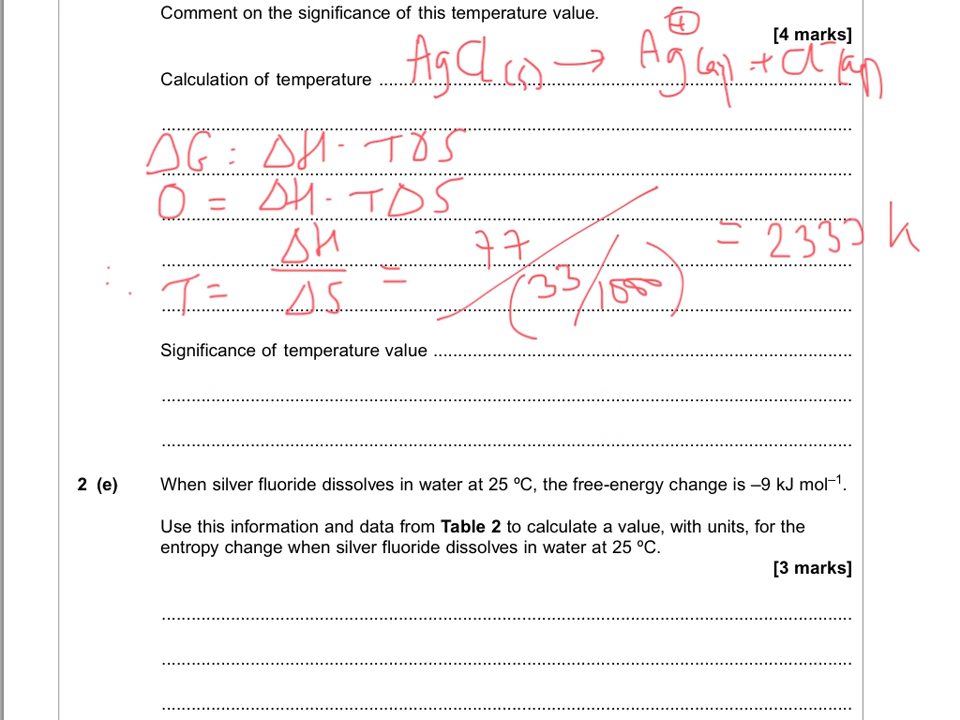 Comment on the significance of this temperature value.
[4 marks]
Calculation of temperature AgCl (s) → Ag+ (aq) + Cl- (aq)
ΔG : ΔH - TΔS
0 = ΔH - TΔS
∴ T = ΔH / ΔS = 77 / (33/1000) = 2333 K
Significance of temperature value
2 (e) When silver fluoride dissolves in water at 25 ºC, the free-energy change is –9 kJ mol–1.
Use this information and data from Table 2 to calculate a value, with units, for the
entropy change when silver fluoride dissolves in water at 25 ºC.
[3 marks]